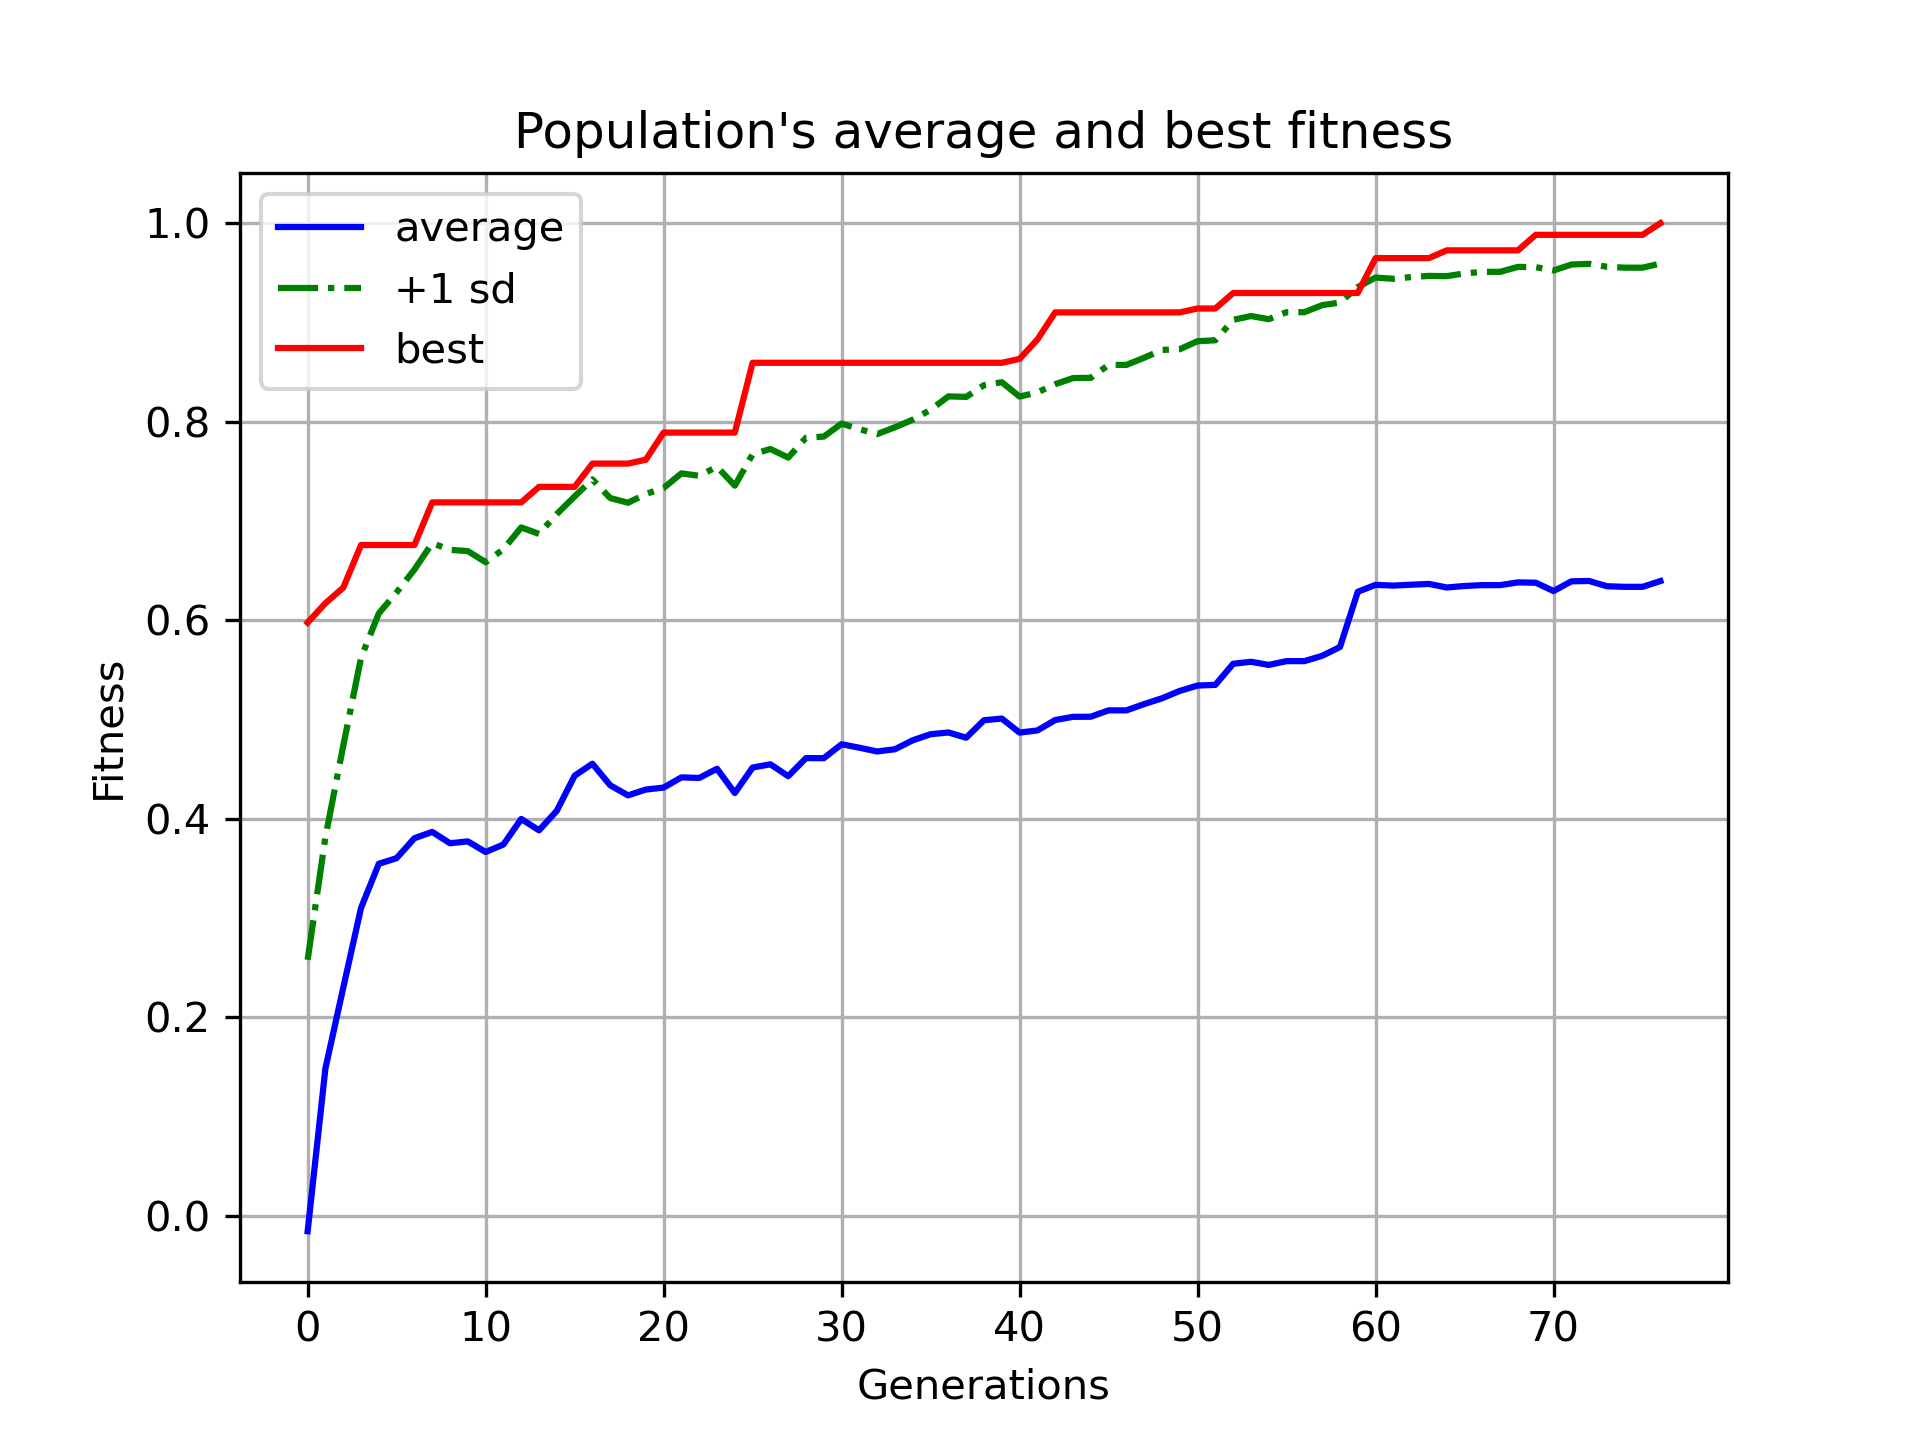 Population's average and best fitness
average
+1 sd
best
Fitness
1.0
0.8
0.6
0.4
0.2
0.0
0 10 20 30 40 50 60 70
Generations